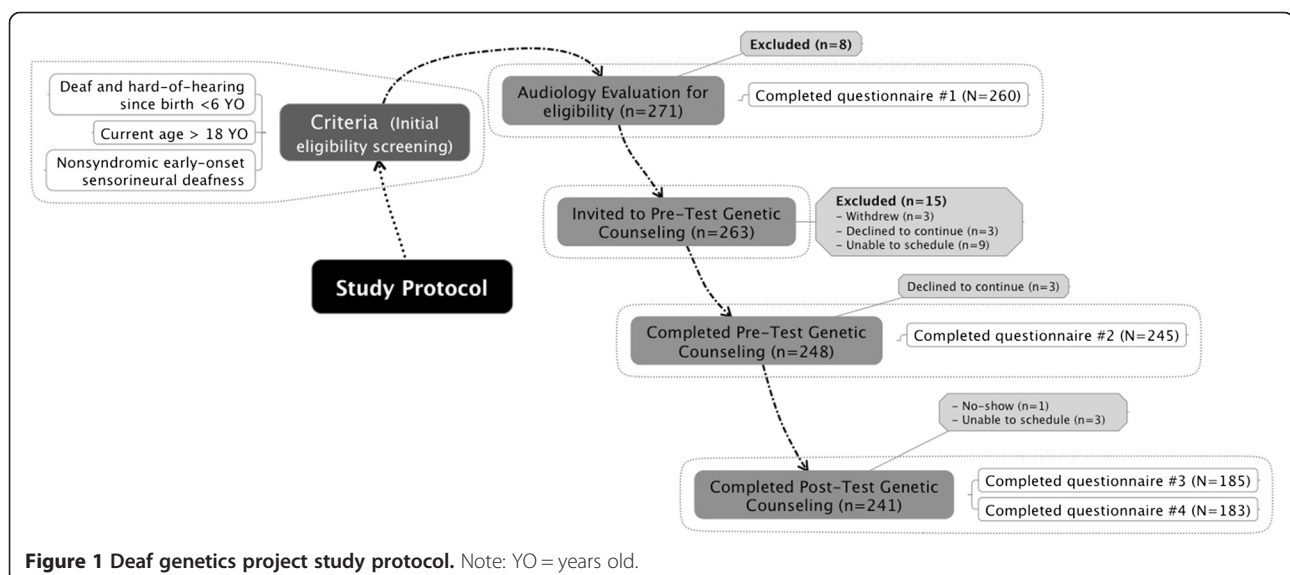 Deaf and hard-of-hearing
since birth <6 YO
Current age > 18 YO
Nonsyndromic early-onset
sensorineural deafness
Criteria (Initial
eligibility screening)
Study Protocol
Excluded (n=8)
Audiology Evaluation for
eligibility (n=271)
Completed questionnaire #1 (N=260)
Invited to Pre-Test Genetic
Counseling (n=263)
Excluded (n=15)
- Withdrew (n=3)
- Declined to continue (n=3)
- Unable to schedule (n=9)
Declined to continue (n=3)
Completed Pre-Test Genetic
Counseling (n=248)
Completed questionnaire #2 (N=245)
- No-show (n=1)
- Unable to schedule (n=3)
Completed Post-Test Genetic
Counseling (n=241)
Completed questionnaire #3 (N=185)
Completed questionnaire #4 (N=183)
Figure 1 Deaf genetics project study protocol. Note: YO = years old.